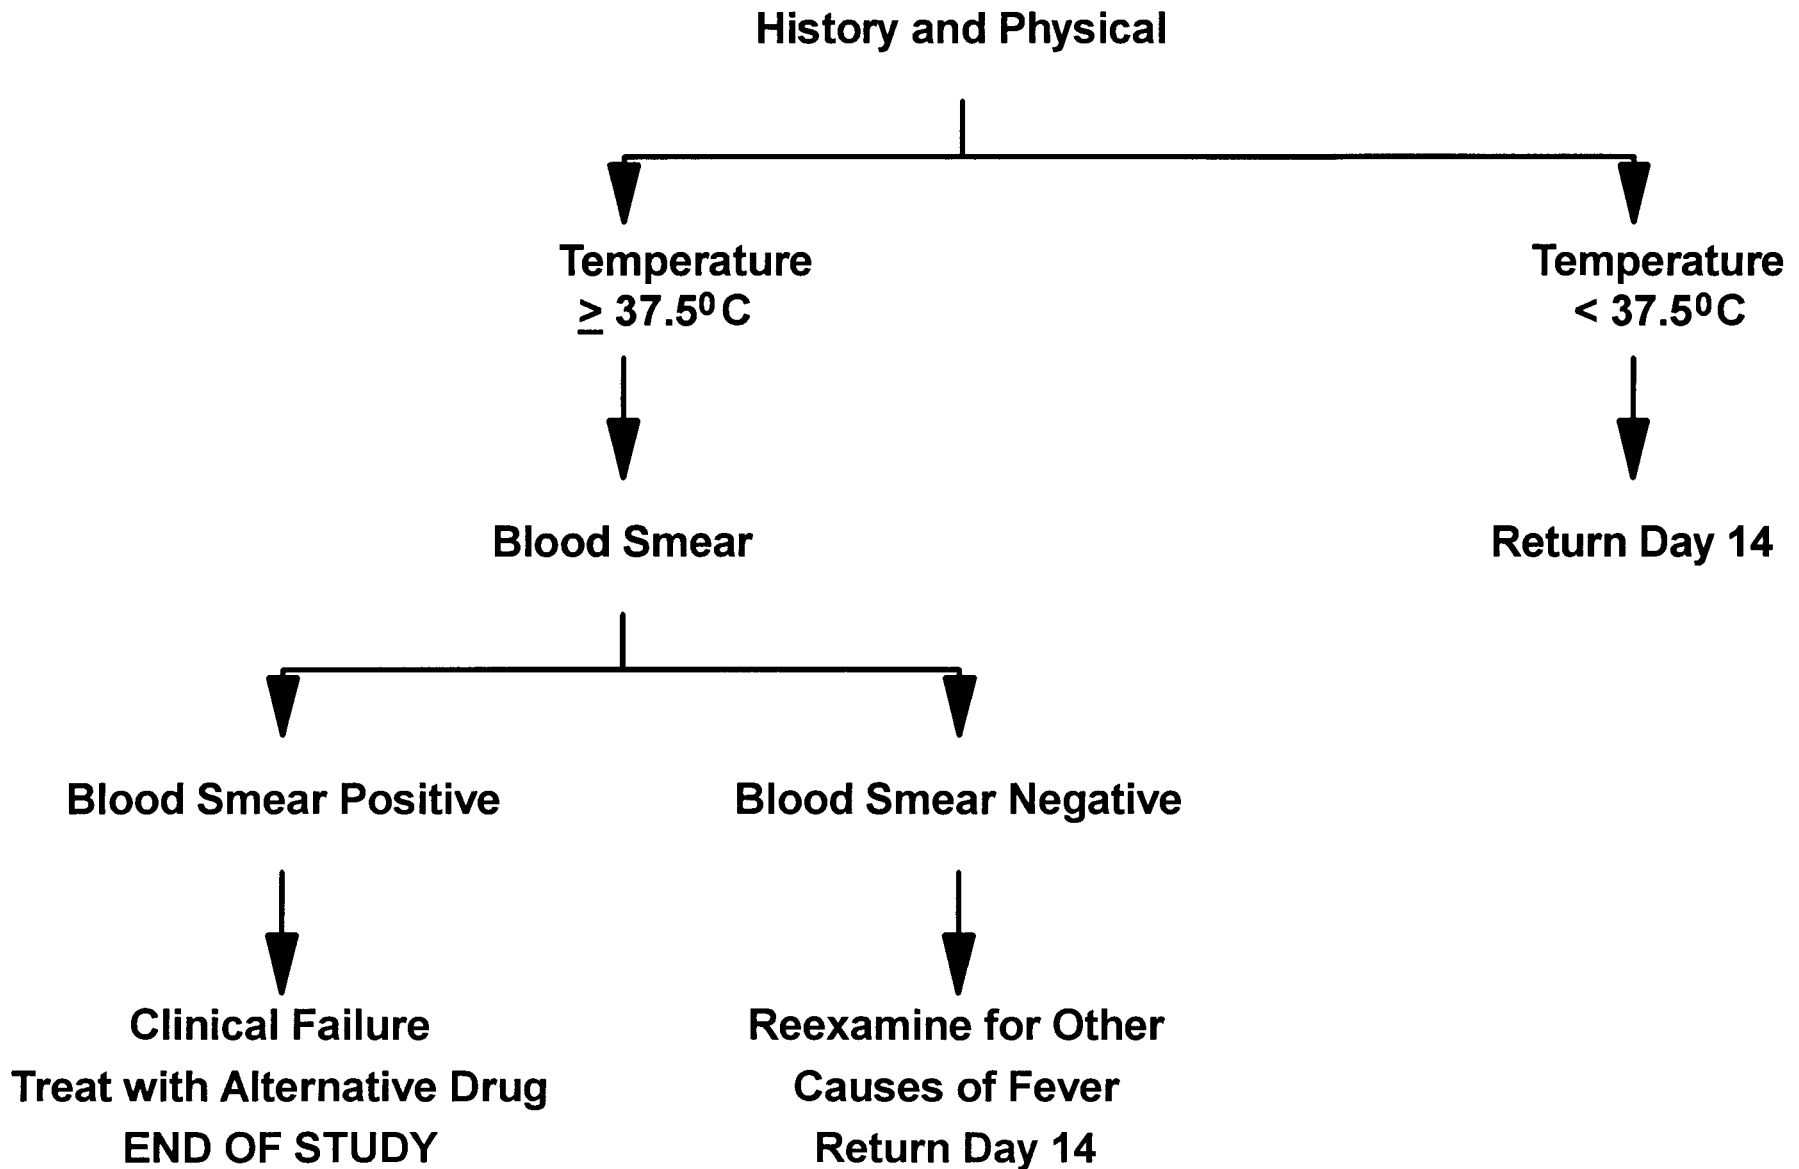 History and Physical
Temperature
≥ 37.5⁰C
Temperature
< 37.5⁰C
Blood Smear
Return Day 14
Blood Smear Positive
Blood Smear Negative
Clinical Failure
Treat with Alternative Drug
END OF STUDY
Reexamine for Other
Causes of Fever
Return Day 14